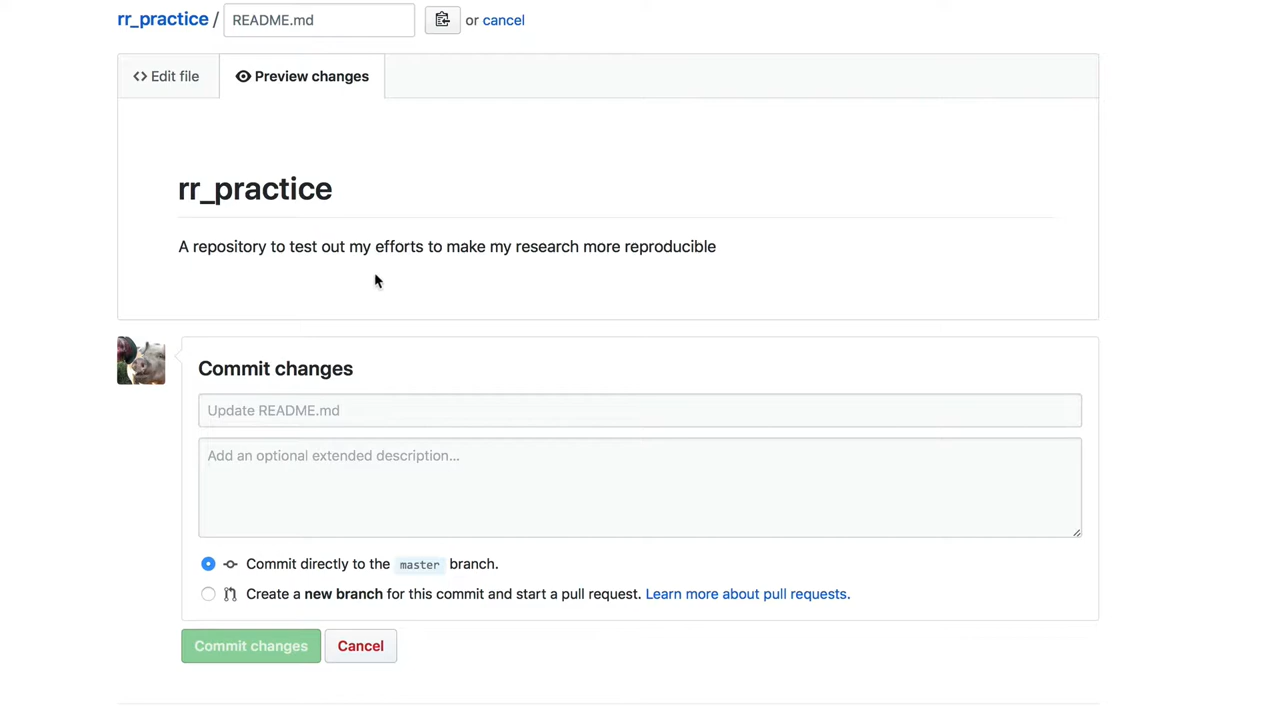 rr_practice / README.md or cancel
Edit file Preview changes
rr_practice
A repository to test out my efforts to make my research more reproducible
Commit changes
Update README.md
Add an optional extended description...
Commit directly to the master branch.
Create a new branch for this commit and start a pull request. Learn more about pull requests.
Commit changes Cancel